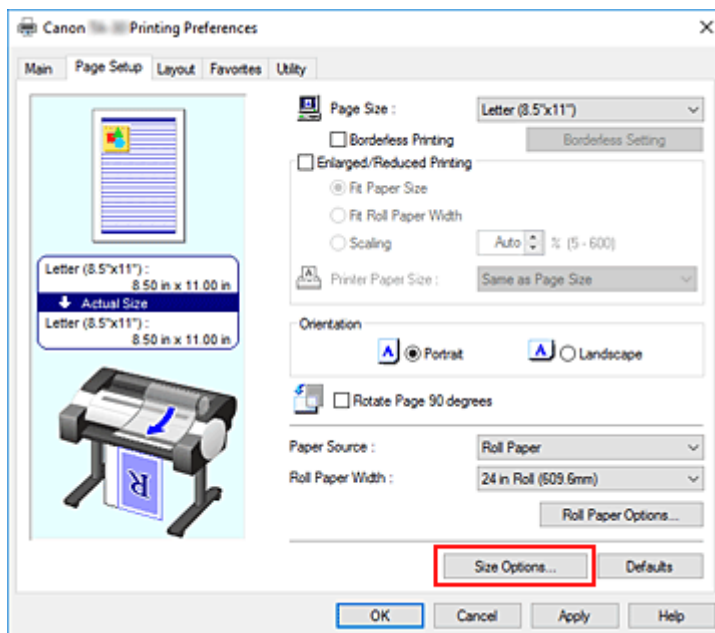 Canon Printing Preferences
Main Page Setup Layout Favorites Utility
Page Size : Letter (8.5"x11")
Borderless Printing Borderless Setting
Enlarged/Reduced Printing
Fit Paper Size
Fit Roll Paper Width
Scaling Auto % (5 - 600)
Printer Paper Size : Same as Page Size
Letter (8.5"x11") :
8.50 in x 11.00 in
Actual Size
Letter (8.5"x11") :
8.50 in x 11.00 in
Orientation
A Portrait A Landscape
Rotate Page 90 degrees
Paper Source : Roll Paper
Roll Paper Width : 24 in Roll (609.6mm)
Roll Paper Options...
R
Size Options... Defaults
OK Cancel Apply Help